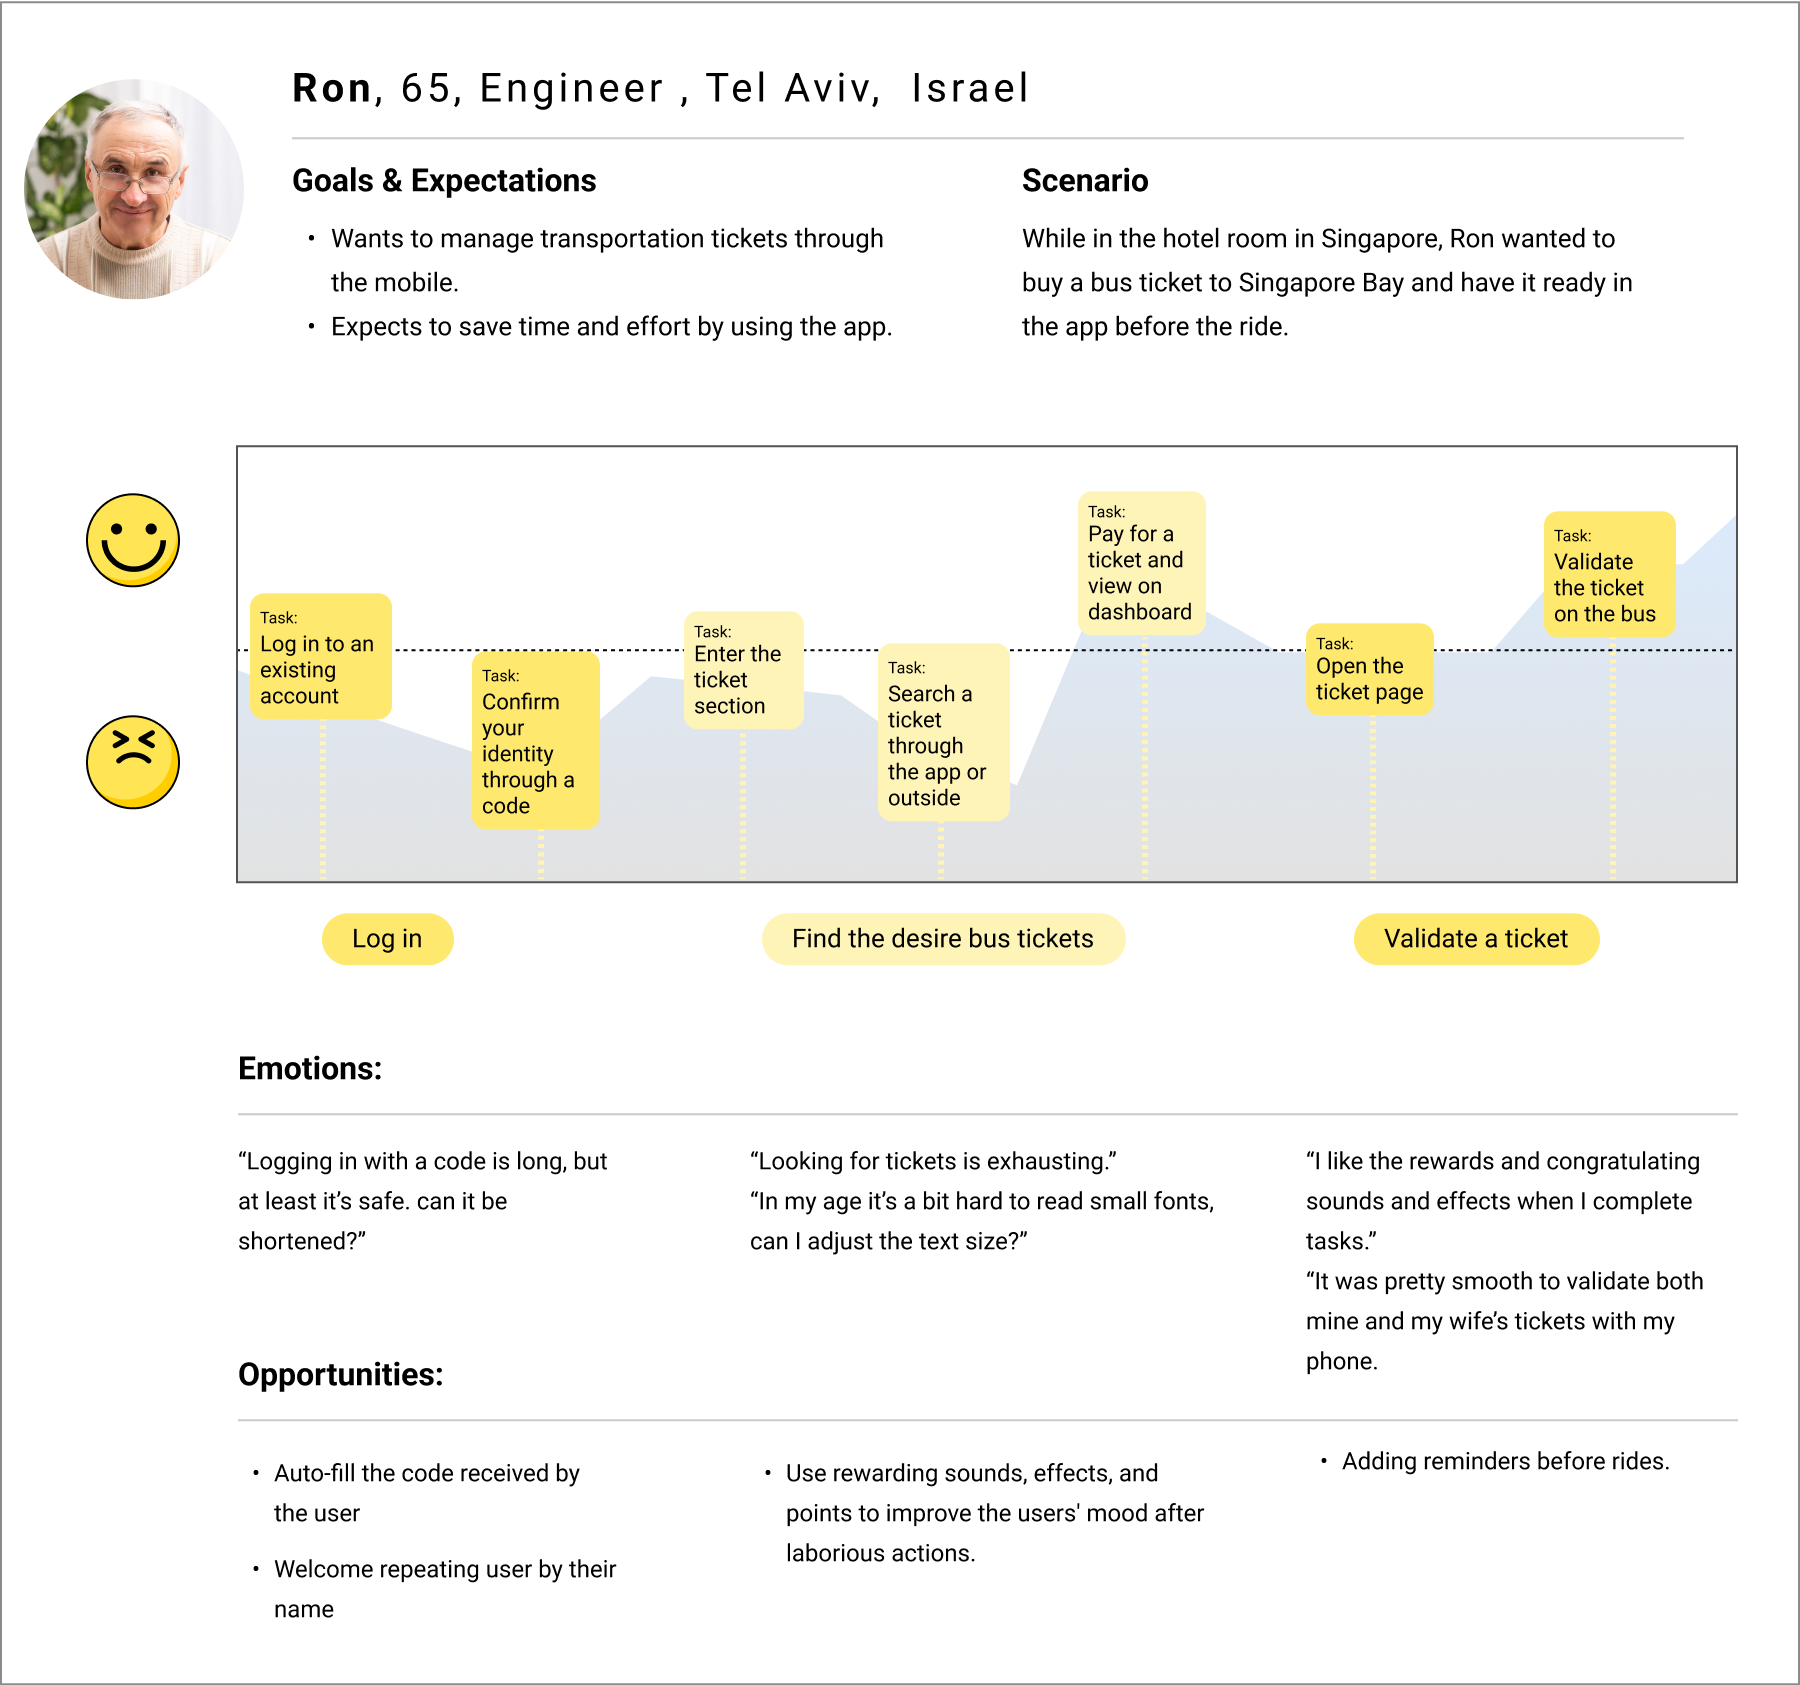 Ron, 65, Engineer , Tel Aviv, Israel
Goals & Expectations
• Wants to manage transportation tickets through
the mobile.
• Expects to save time and effort by using the app.
Scenario
While in the hotel room in Singapore, Ron wanted to
buy a bus ticket to Singapore Bay and have it ready in
the app before the ride.
Task:
Log in to an
existing
account
Task:
Confirm
your
identity
through a
code
Task:
Enter the
ticket
section
Task:
Search a
ticket
through
the app or
outside
Task:
Pay for a
ticket and
view on
dashboard
Task:
Open the
ticket page
Task:
Validate
the ticket
on the bus
Log in
Find the desire bus tickets
Validate a ticket
Emotions:
“Logging in with a code is long, but
at least it’s safe. can it be
shortened?”
“Looking for tickets is exhausting.”
“In my age it’s a bit hard to read small fonts,
can I adjust the text size?”
“I like the rewards and congratulating
sounds and effects when I complete
tasks.”
“It was pretty smooth to validate both
mine and my wife’s tickets with my
phone.
Opportunities:
• Auto-fill the code received by
the user
• Welcome repeating user by their
name
• Use rewarding sounds, effects, and
points to improve the users' mood after
laborious actions.
• Adding reminders before rides.